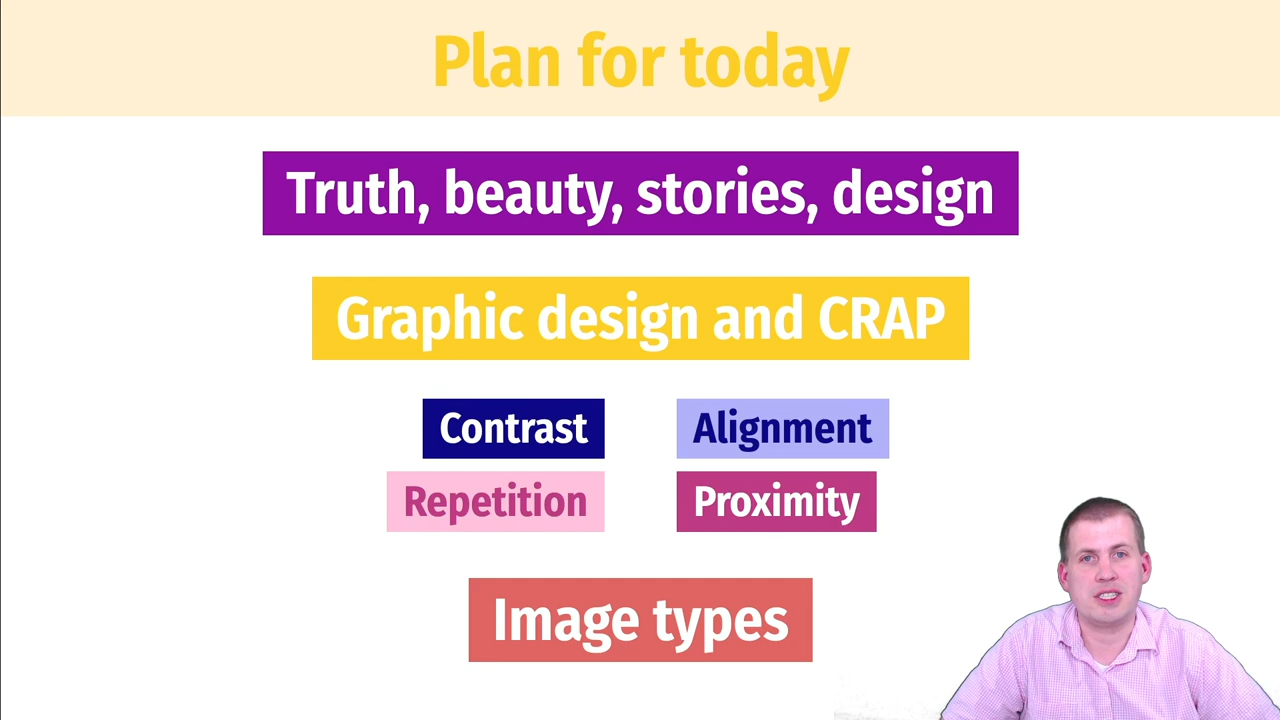 Plan for today
Truth, beauty, stories, design
Graphic design and CRAP
Contrast
Alignment
Repetition
Proximity
Image types